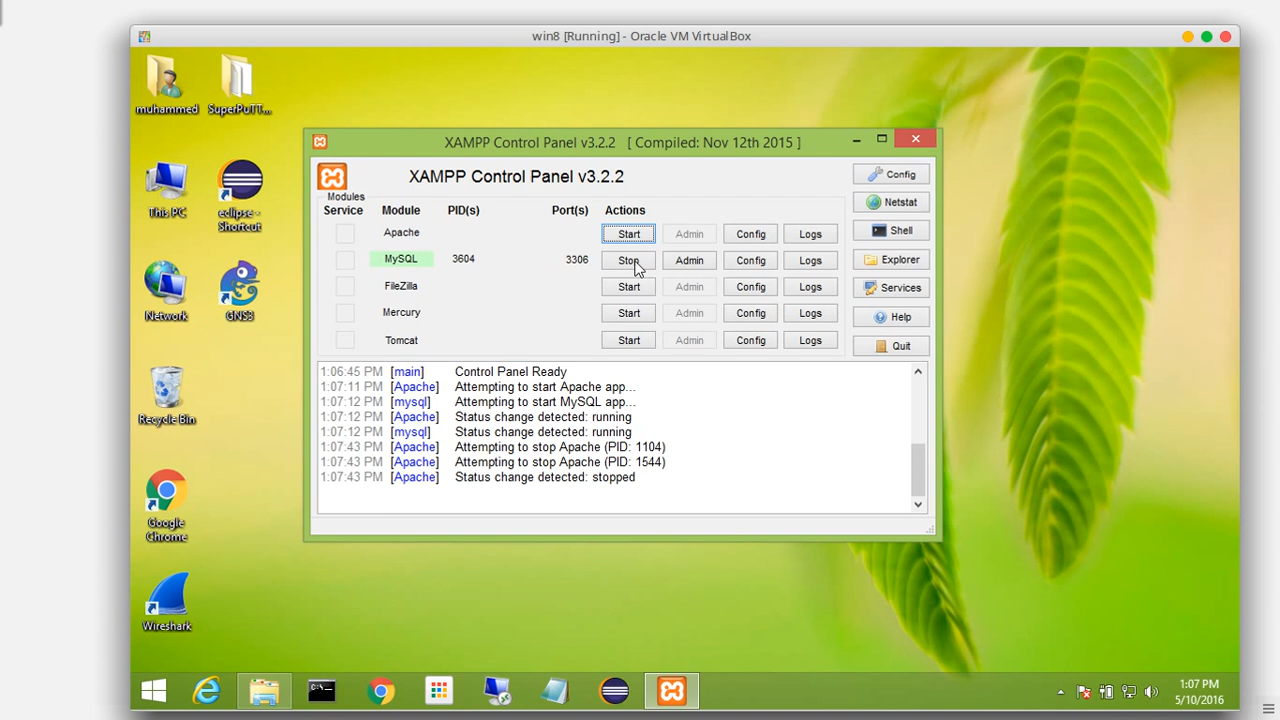 win8 [Running] - Oracle VM VirtualBox
muhammed
SuperPuTT...
This PC
eclipse - Shortcut
Network
GNS3
Recycle Bin
Google Chrome
Wireshark
XAMPP Control Panel v3.2.2 [ Compiled: Nov 12th 2015 ]
XAMPP Control Panel v3.2.2
Modules
Service Module PID(s) Port(s) Actions
Apache Start Admin Config Logs
MySQL 3604 3306 Stop Admin Config Logs
FileZilla Start Admin Config Logs
Mercury Start Admin Config Logs
Tomcat Start Admin Config Logs
Config
Netstat
Shell
Explorer
Services
Help
Quit
1:06:45 PM [main] Control Panel Ready
1:07:11 PM [Apache] Attempting to start Apache app...
1:07:12 PM [mysql] Attempting to start MySQL app...
1:07:12 PM [Apache] Status change detected: running
1:07:12 PM [mysql] Status change detected: running
1:07:43 PM [Apache] Attempting to stop Apache (PID: 1104)
1:07:43 PM [Apache] Attempting to stop Apache (PID: 1544)
1:07:43 PM [Apache] Status change detected: stopped
C:\_
1:07 PM
5/10/2016